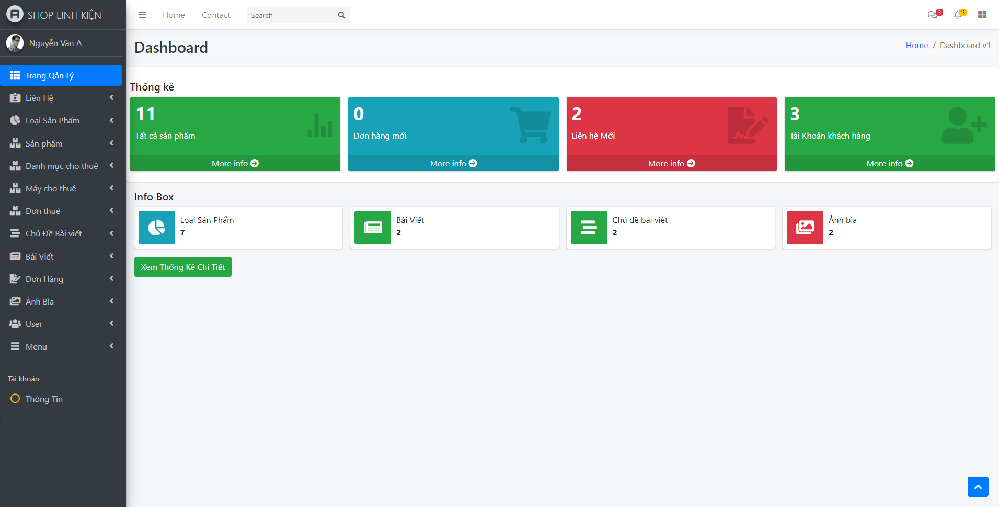 SHOP LINH KIỆN
Home
Contact
Search
3
15
Nguyễn Văn A
Dashboard
Home / Dashboard v1
Trang Qản Lý
Liên Hệ
Loại Sản Phẩm
Sản phẩm
Danh mục cho thuê
Máy cho thuê
Đơn thuê
Chủ Đề Bài viết
Bài Viết
Đơn Hàng
Ảnh Bìa
User
Menu
Tài khoản
Thông Tin
Thống kê
11
Tất cả sản phẩm
More info
0
Đơn hàng mới
More info
2
Liên hệ Mới
More info
3
Tài Khoản khách hàng
More info
Info Box
Loại Sản Phẩm
7
Bài Viết
2
Chủ đề bài viết
2
Ảnh bìa
2
Xem Thống Kê Chi Tiết